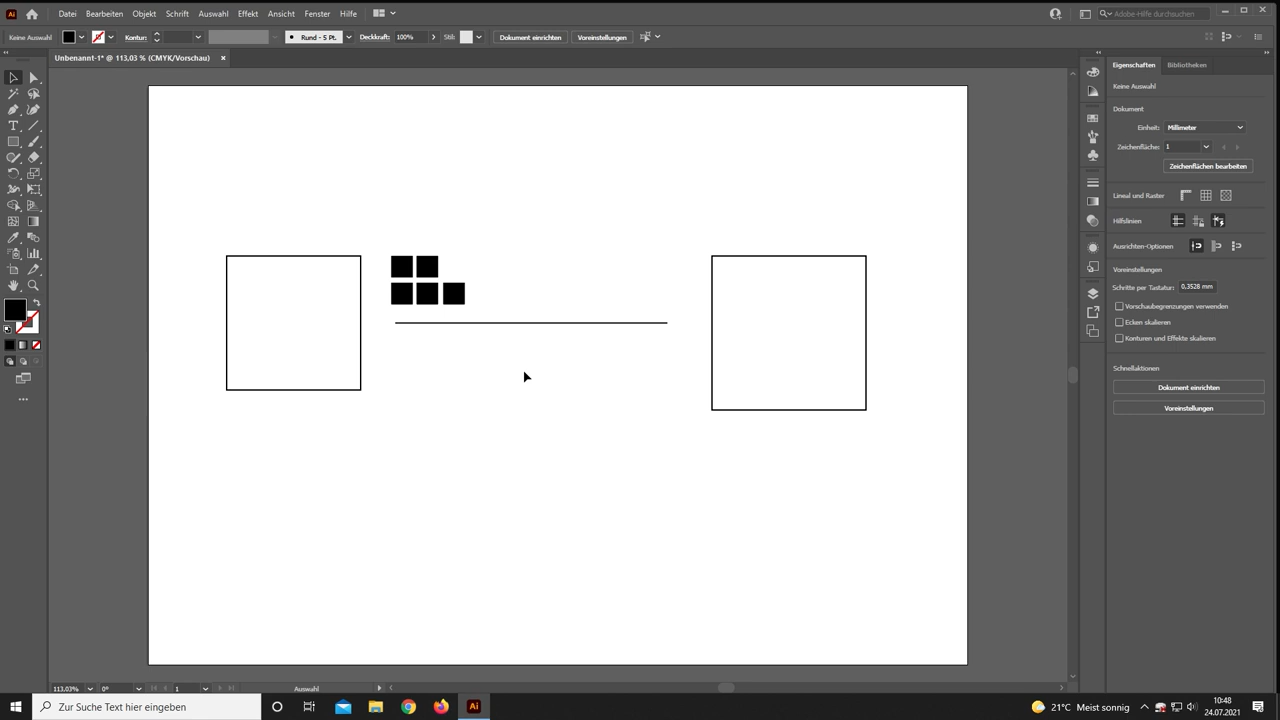 Ai Datei Bearbeiten Objekt Schrift Auswahl Effekt Ansicht Fenster Hilfe Adobe-Hilfe durchsuchen
Keine Auswahl Kontur: Rund - 5 Pt. Deckkraft: 100% Stil: Dokument einrichten Voreinstellungen
Unbenannt-1* @ 113,03 % (CMYK/Vorschau) ×
Eigenschaften Bibliotheken
Keine Auswahl
Dokument
Einheit: Millimeter
Zeichenfläche: 1
Zeichenflächen bearbeiten
Lineal und Raster
Hilfslinien
Ausrichten-Optionen
Voreinstellungen
Schritte per Tastatur: 0,3528 mm
Vorschaubegrenzungen verwenden
Ecken skalieren
Konturen und Effekte skalieren
Schnellaktionen
Dokument einrichten
Voreinstellungen
113,03% 0° 1 Auswahl
Zur Suche Text hier eingeben Ai 21°C Meist sonnig 10:48
24.07.2021